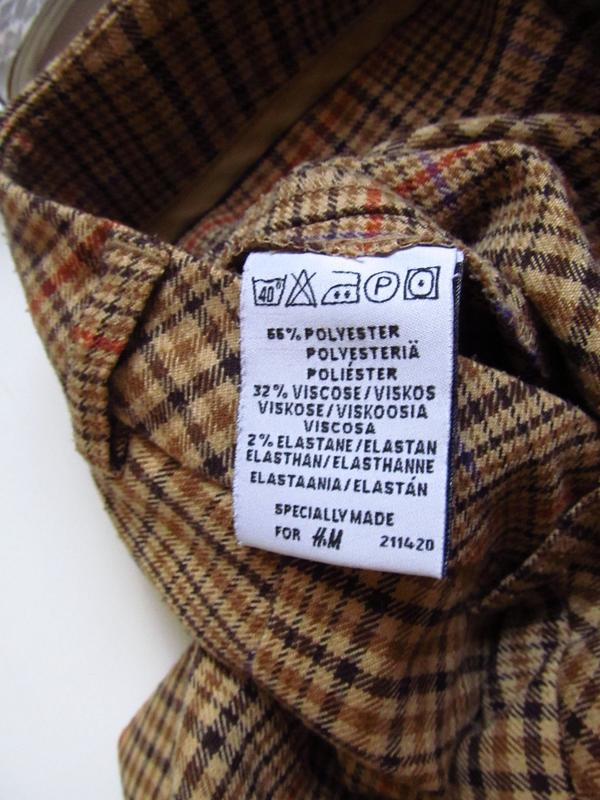 40°
P
66% POLYESTER
POLYESTERIÄ
POLIÉSTER
32% VISCOSE/VISKOS
VISKOSE/VISKOOSIA
VISCOSA
2% ELASTANE/ELASTAN
ELASTHAN/ELASTHANNE
ELASTAANIA/ELASTÁN
SPECIALLY MADE
FOR H&M 211420